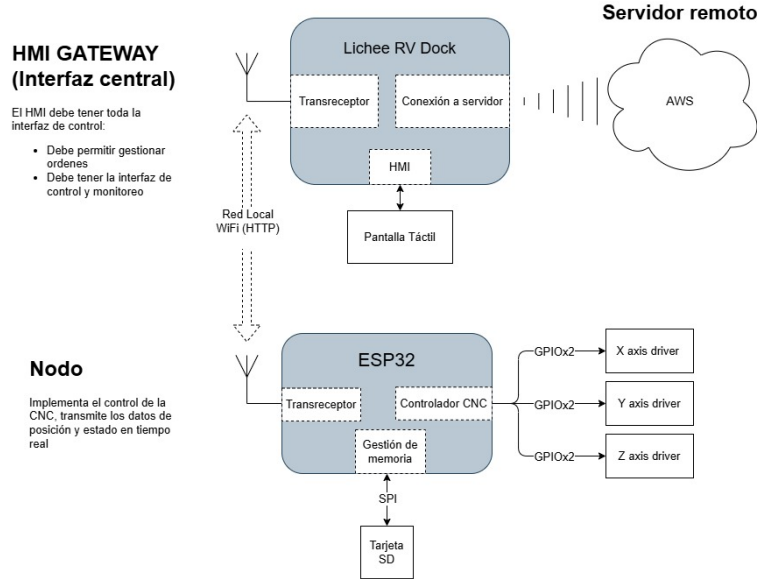 Servidor remoto
HMI GATEWAY
(Interfaz central)
El HMI debe tener toda la
interfaz de control:
• Debe permitir gestionar
ordenes
• Debe tener la interfaz de
control y monitoreo
Lichee RV Dock
Transreceptor
Conexión a servidor
HMI
AWS
Pantalla Táctil
Red Local
WiFi (HTTP)
Nodo
Implementa el control de la
CNC, transmite los datos de
posición y estado en tiempo
real
ESP32
Transreceptor
Controlador CNC
Gestión de
memoria
GPIOx2
X axis driver
GPIOx2
Y axis driver
GPIOx2
Z axis driver
SPI
Tarjeta
SD